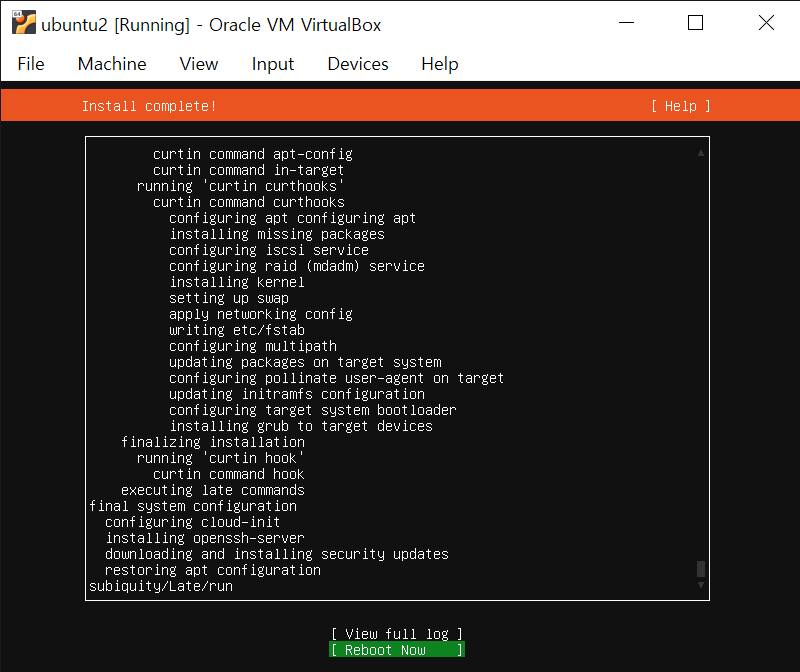 ubuntu2 [Running] - Oracle VM VirtualBox
File Machine View Input Devices Help
Install complete! [ Help ]
curtin command apt-config
curtin command in-target
running 'curtin curthooks'
curtin command curthooks
configuring apt configuring apt
installing missing packages
configuring iscsi service
configuring raid (mdadm) service
installing kernel
setting up swap
apply networking config
writing etc/fstab
configuring multipath
updating packages on target system
configuring pollinate user-agent on target
updating initramfs configuration
configuring target system bootloader
installing grub to target devices
finalizing installation
running 'curtin hook'
curtin command hook
executing late commands
final system configuration
configuring cloud-init
installing openssh-server
downloading and installing security updates
restoring apt configuration
subiquity/Late/run
[ View full log ]
[ Reboot Now ]